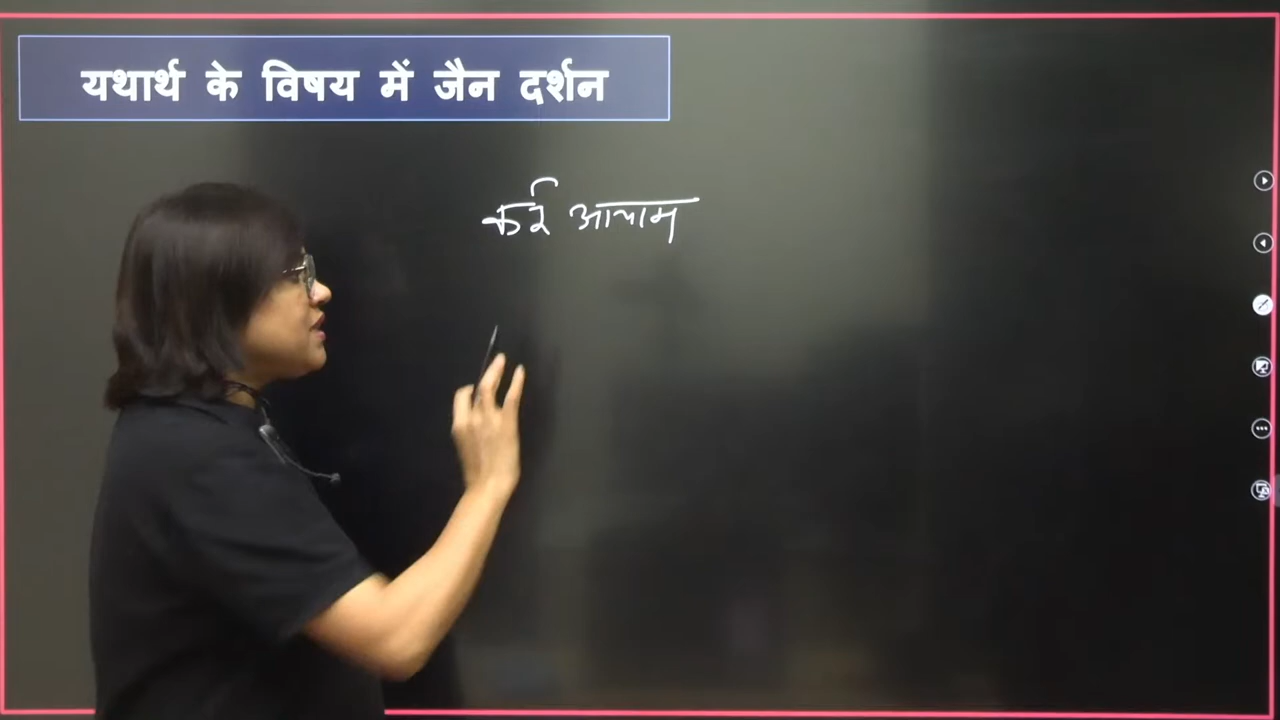 यथार्थ के विषय में जैन दर्शन
कई आयाम